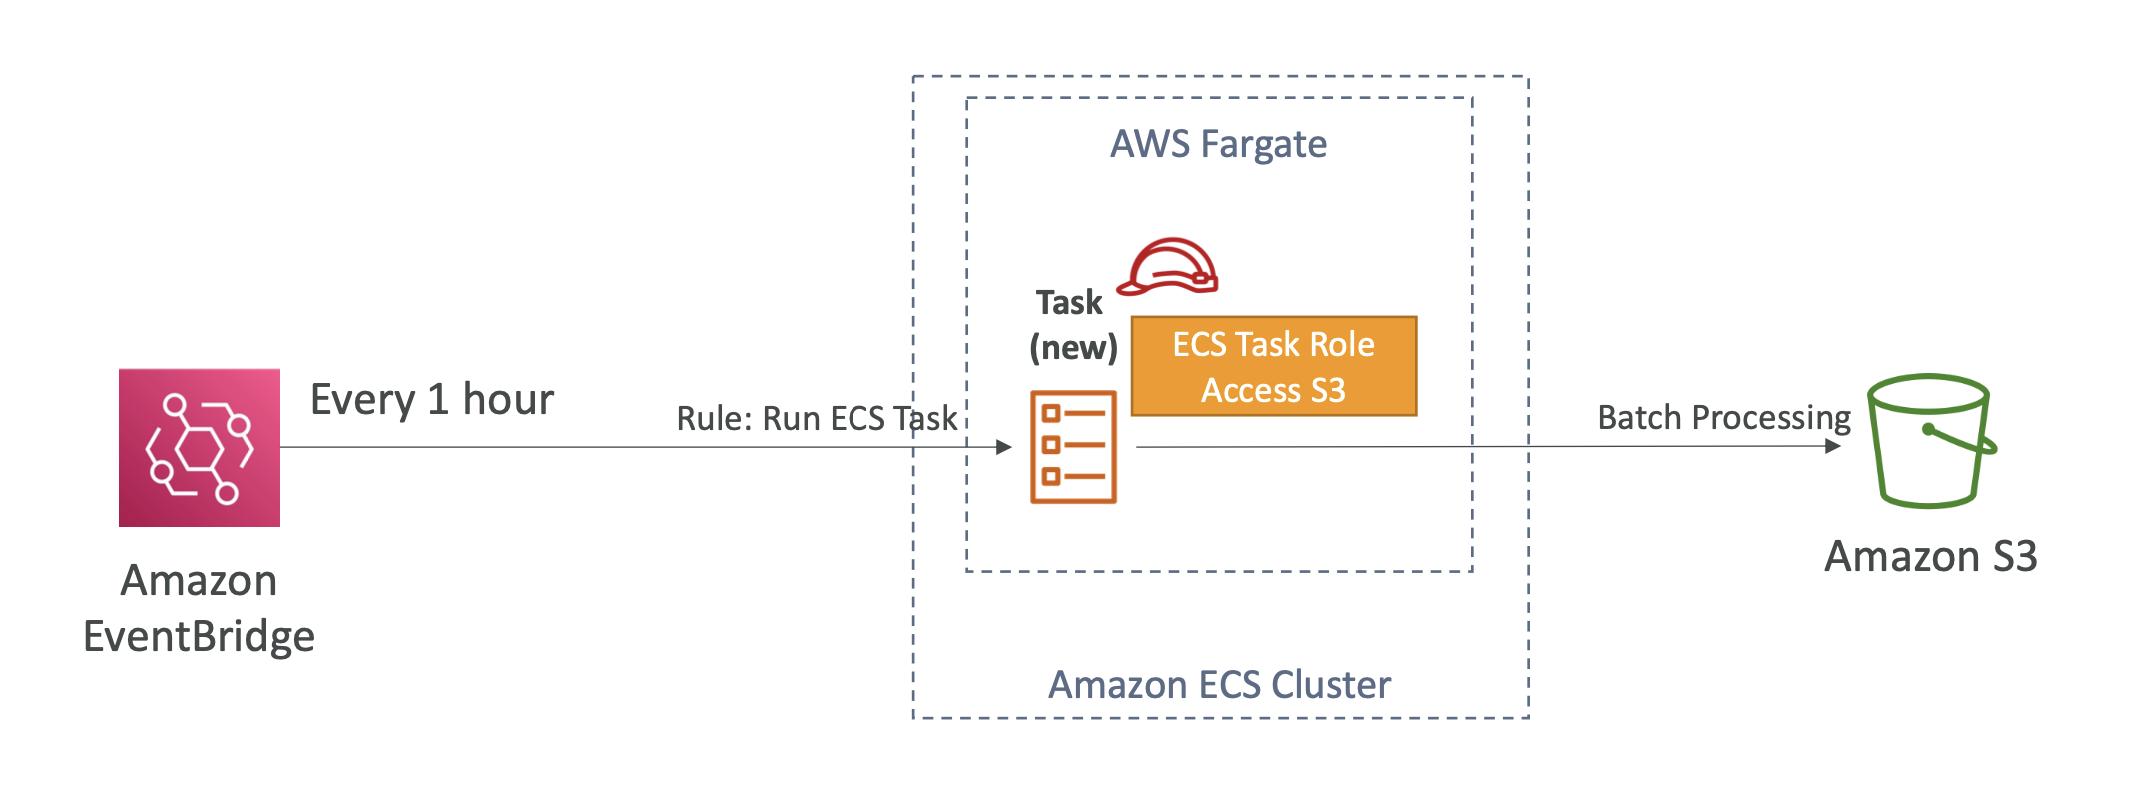 AWS Fargate
Task
(new)
ECS Task Role
Access S3
Every 1 hour
Rule: Run ECS Task
Batch Processing
Amazon
EventBridge
Amazon S3
Amazon ECS Cluster